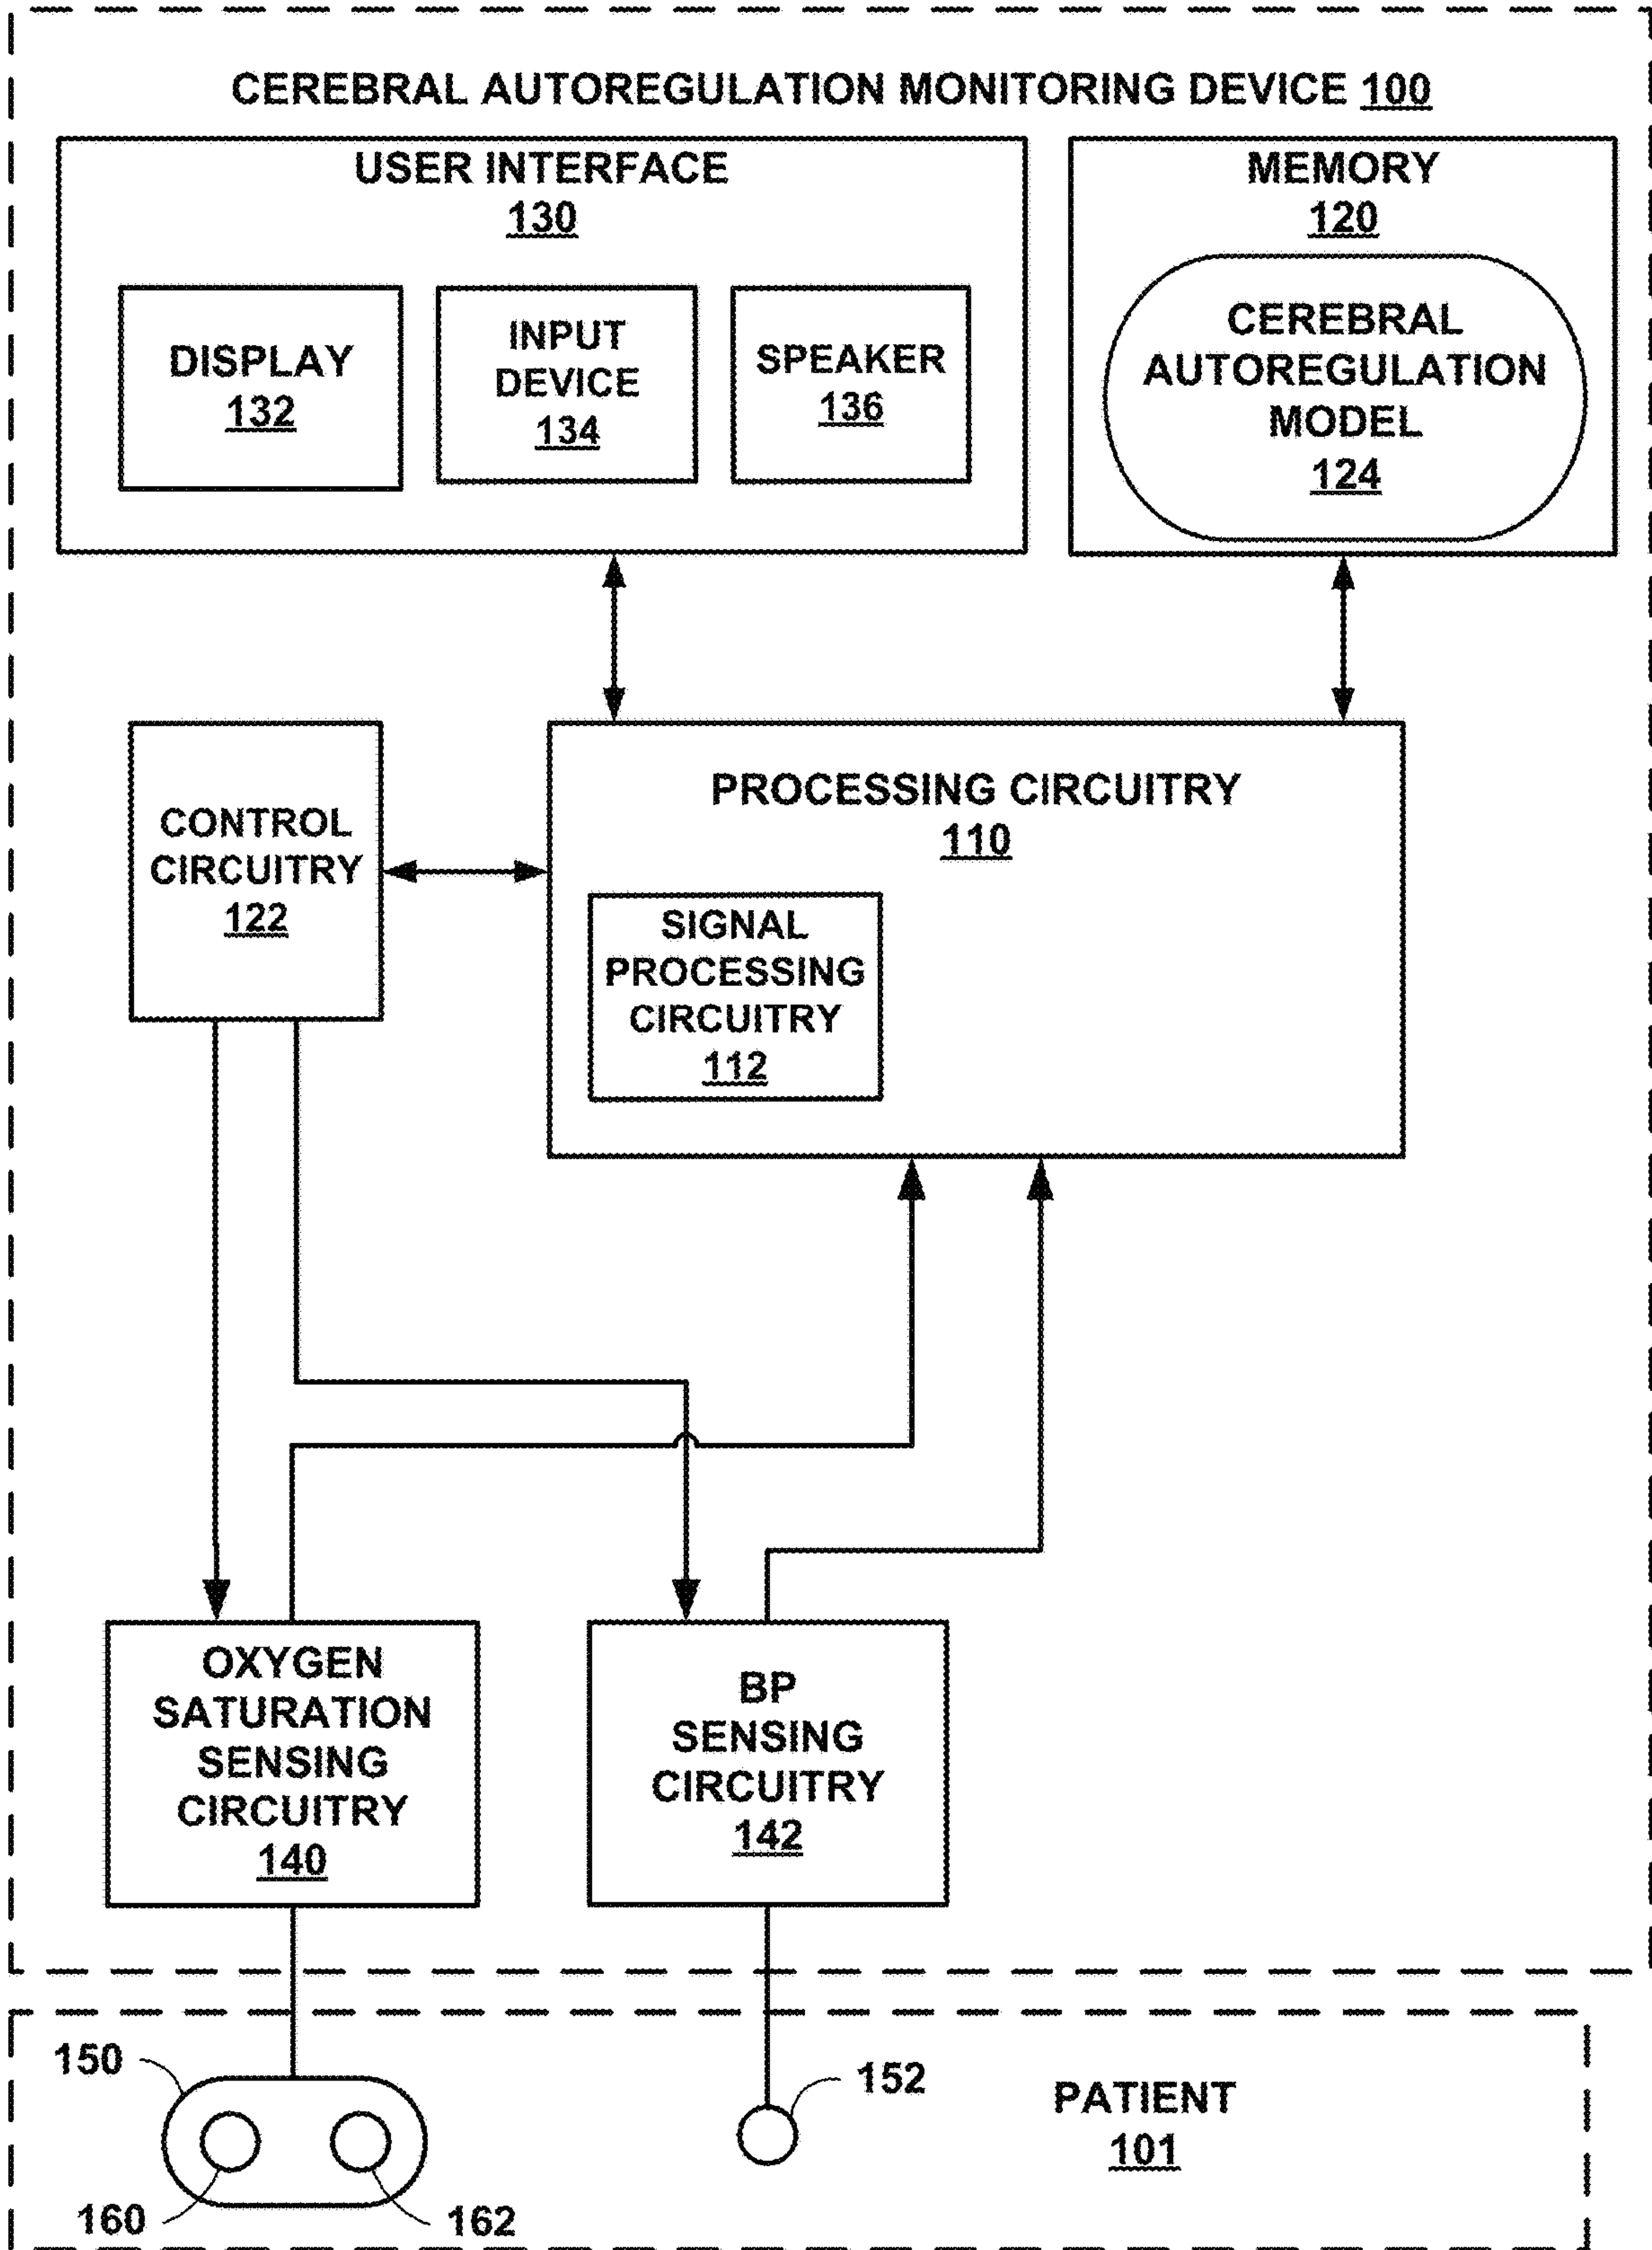 CEREBRAL AUTOREGULATION MONITORING DEVICE 100
USER INTERFACE
130
DISPLAY
132
INPUT
DEVICE
134
SPEAKER
136
MEMORY
120
CEREBRAL
AUTOREGULATION
MODEL
124
CONTROL
CIRCUITRY
122
PROCESSING CIRCUITRY
110
SIGNAL
PROCESSING
CIRCUITRY
112
OXYGEN
SATURATION
SENSING
CIRCUITRY
140
BP
SENSING
CIRCUITRY
142
150
160
162
152
PATIENT
101